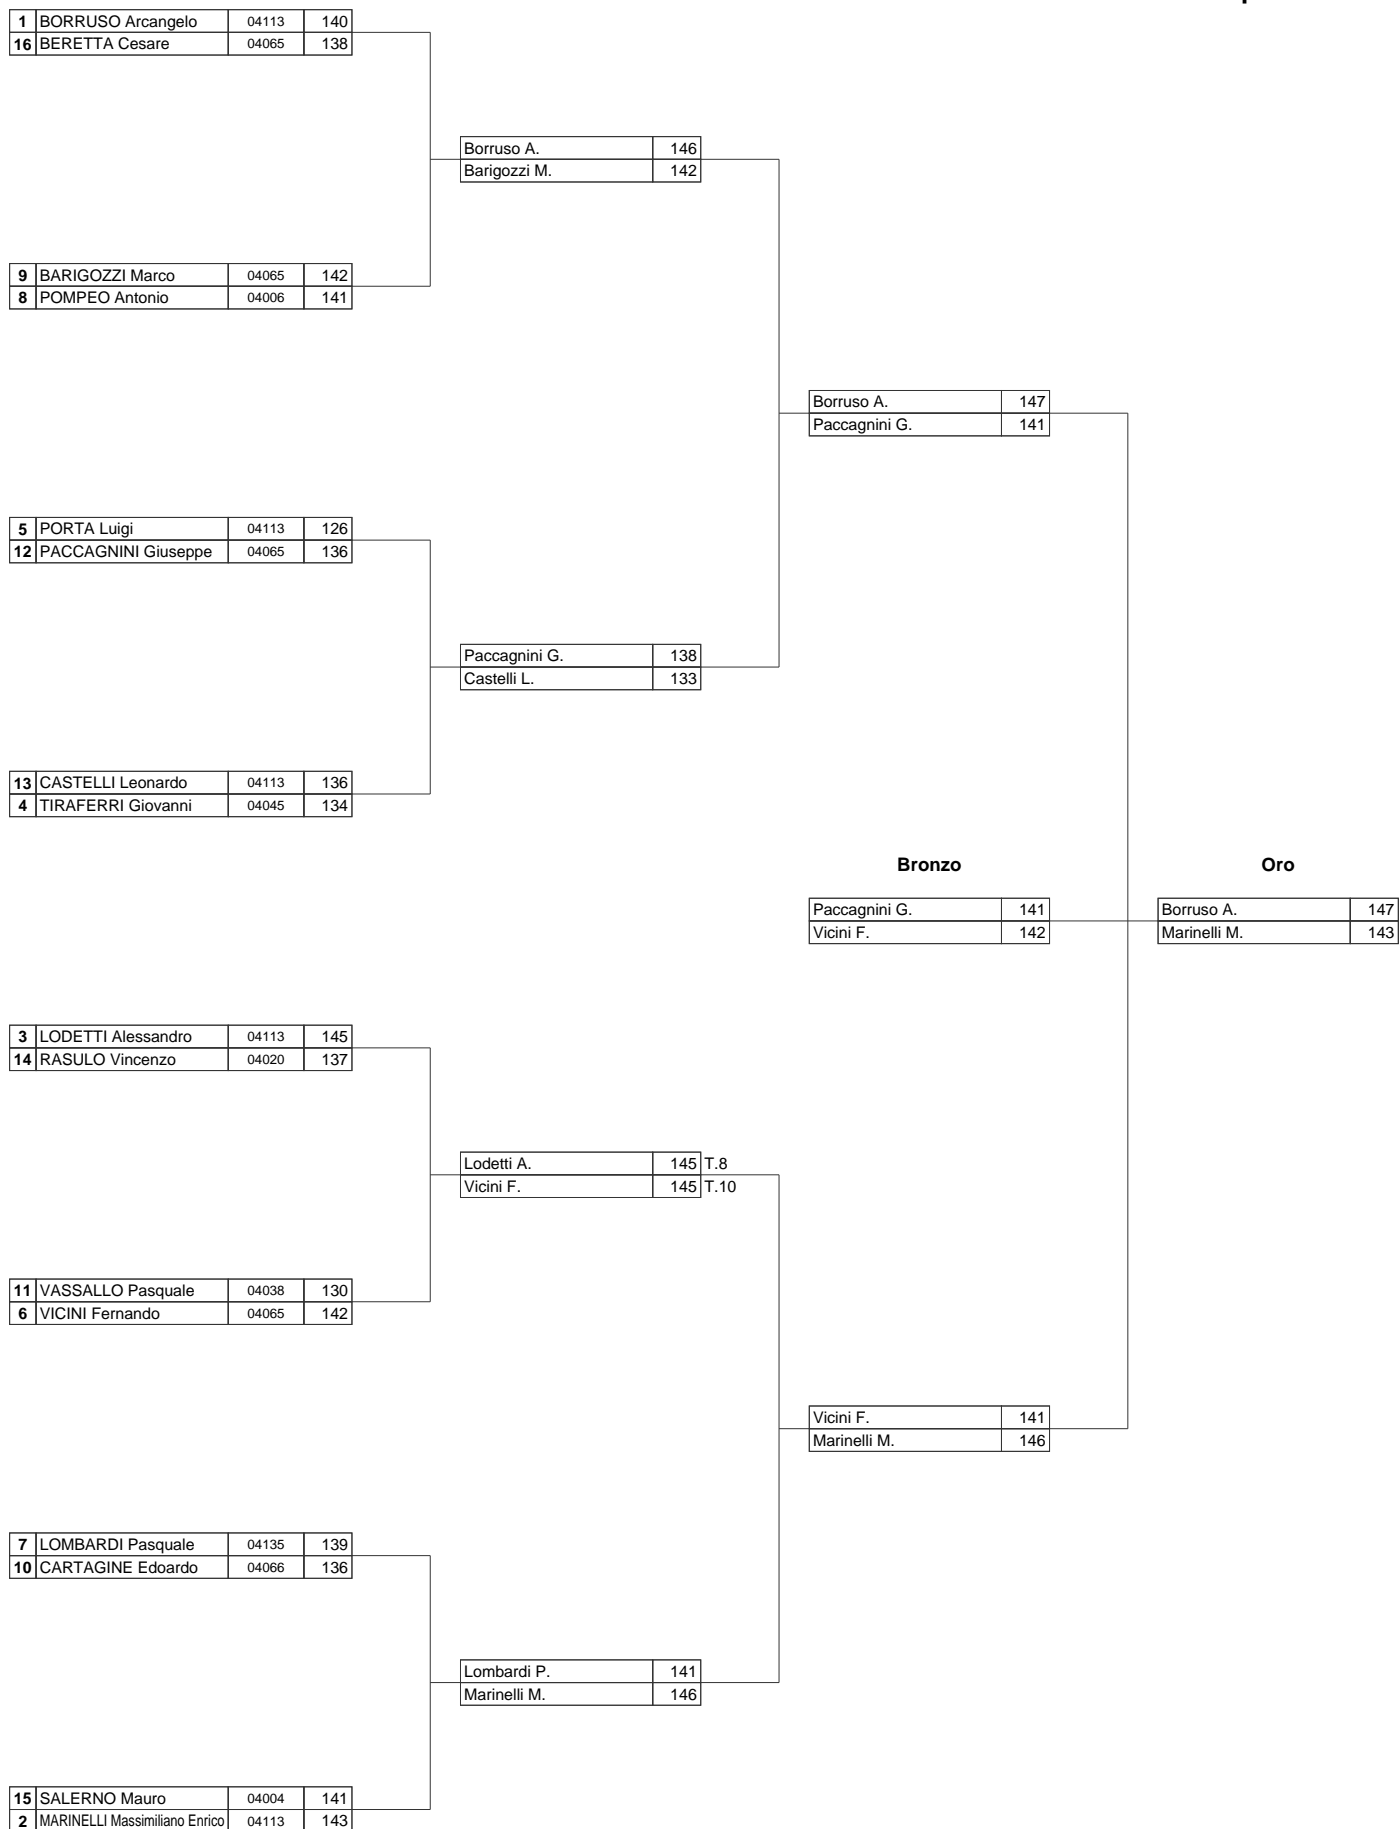 1 BORRUSO Arcangelo 04113 140
16 BERETTA Cesare 04065 138
Borruso A. 146
Barigozzi M. 142
9 BARIGOZZI Marco 04065 142
8 POMPEO Antonio 04006 141
Borruso A. 147
Paccagnini G. 141
5 PORTA Luigi 04113 126
12 PACCAGNINI Giuseppe 04065 136
Paccagnini G. 138
Castelli L. 133
13 CASTELLI Leonardo 04113 136
4 TIRAFERRI Giovanni 04045 134
Bronzo Oro
Paccagnini G. 141 Borruso A. 147
Vicini F. 142 Marinelli M. 143
3 LODETTI Alessandro 04113 145
14 RASULO Vincenzo 04020 137
Lodetti A. 145 T.8
Vicini F. 145 T.10
11 VASSALLO Pasquale 04038 130
6 VICINI Fernando 04065 142
Vicini F. 141
Marinelli M. 146
7 LOMBARDI Pasquale 04135 139
10 CARTAGINE Edoardo 04066 136
Lombardi P. 141
Marinelli M. 146
15 SALERNO Mauro 04004 141
2 MARINELLI Massimiliano Enrico 04113 143